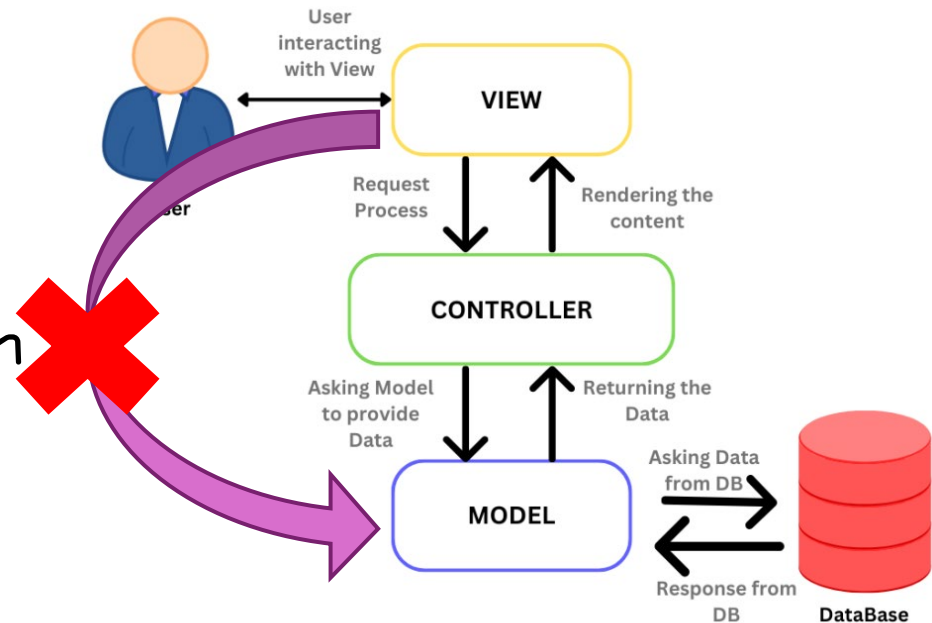 User
interacting
with View
VIEW
Request
Process
Rendering the
content
CONTROLLER
Asking Model
to provide
Data
Returning the
Data
MODEL
Asking Data
from DB
Response from
DB
DataBase